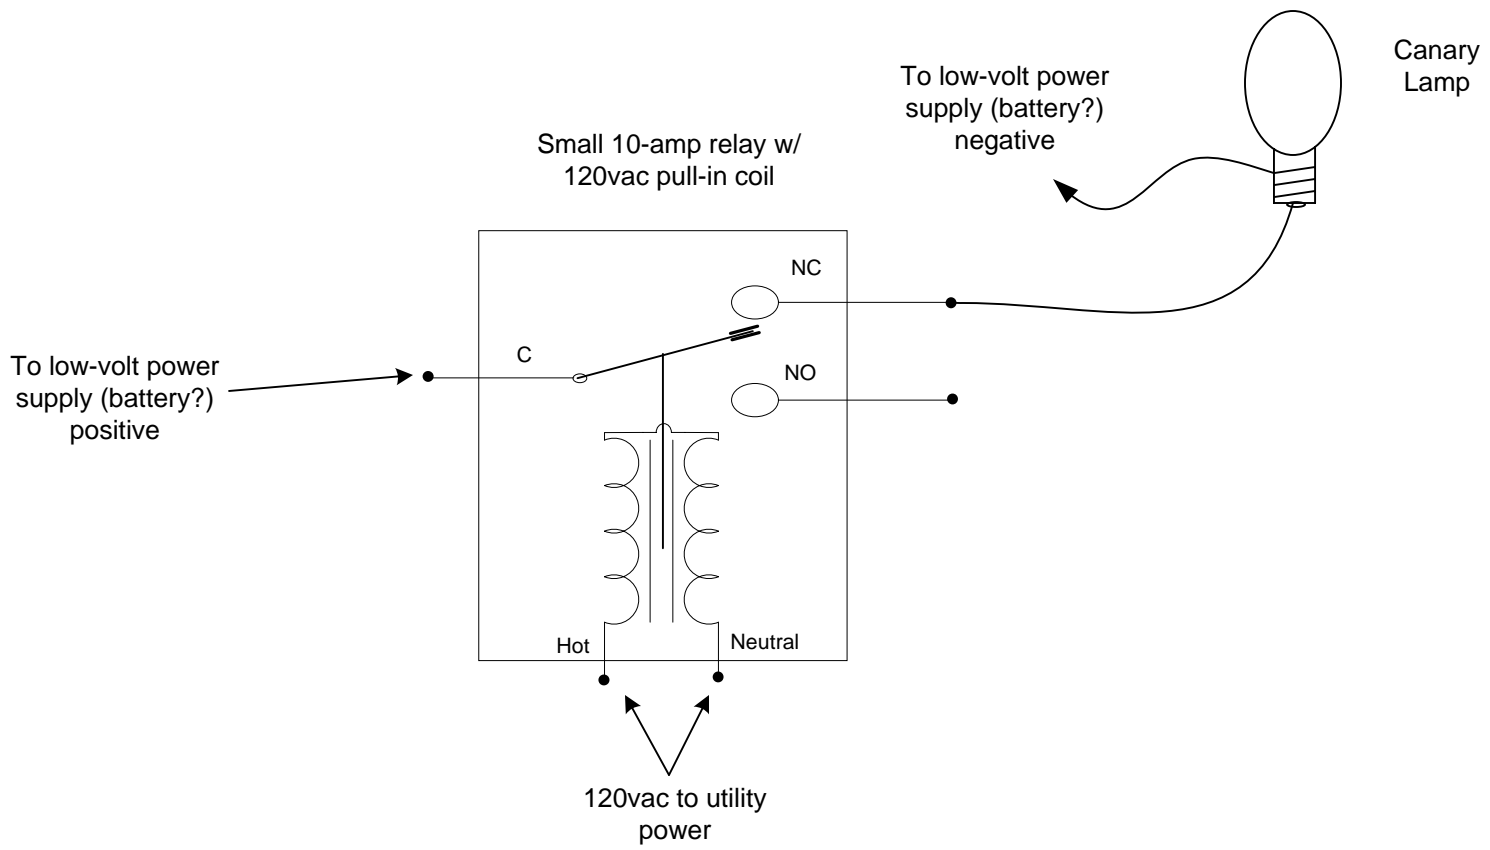 Canary
Lamp
To low-volt power
supply (battery?)
negative
Small 10-amp relay w/
120vac pull-in coil
NC
C
NO
To low-volt power
supply (battery?)
positive
Hot
Neutral
120vac to utility
power